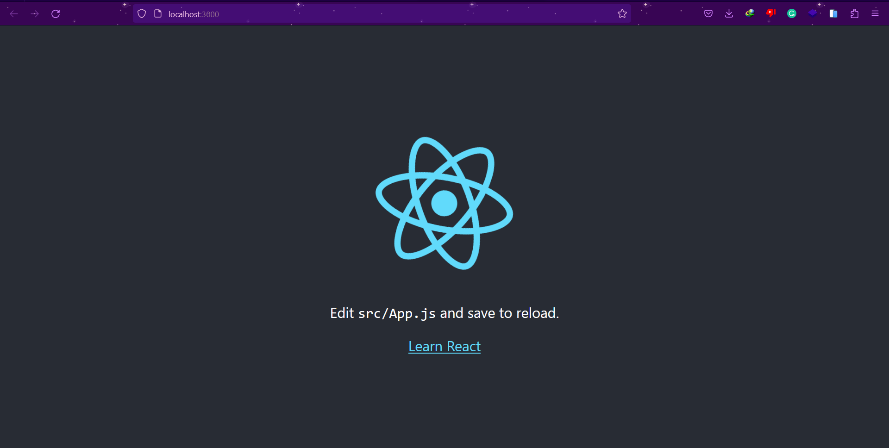 localhost:3000
Edit src/App.js and save to reload.
Learn React